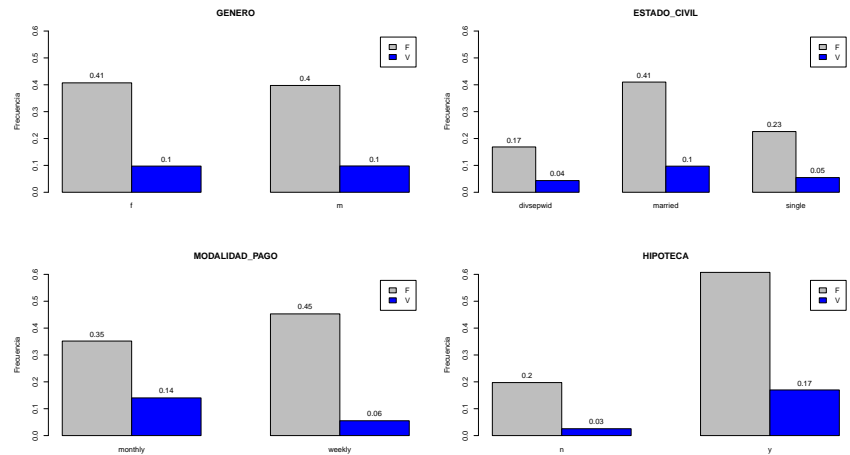 GENERO
Frecuencia
0.0 0.1 0.2 0.3 0.4 0.5 0.6
F
V
0.41
0.1
0.4
0.1
f m
ESTADO_CIVIL
Frecuencia
0.0 0.1 0.2 0.3 0.4 0.5 0.6
F
V
0.17
0.04
0.41
0.1
0.23
0.05
divsepwid married single
MODALIDAD_PAGO
Frecuencia
0.0 0.1 0.2 0.3 0.4 0.5 0.6
F
V
0.35
0.14
0.45
0.06
monthly weekly
HIPOTECA
Frecuencia
0.0 0.1 0.2 0.3 0.4 0.5 0.6
F
V
0.2
0.03
0.17
n y